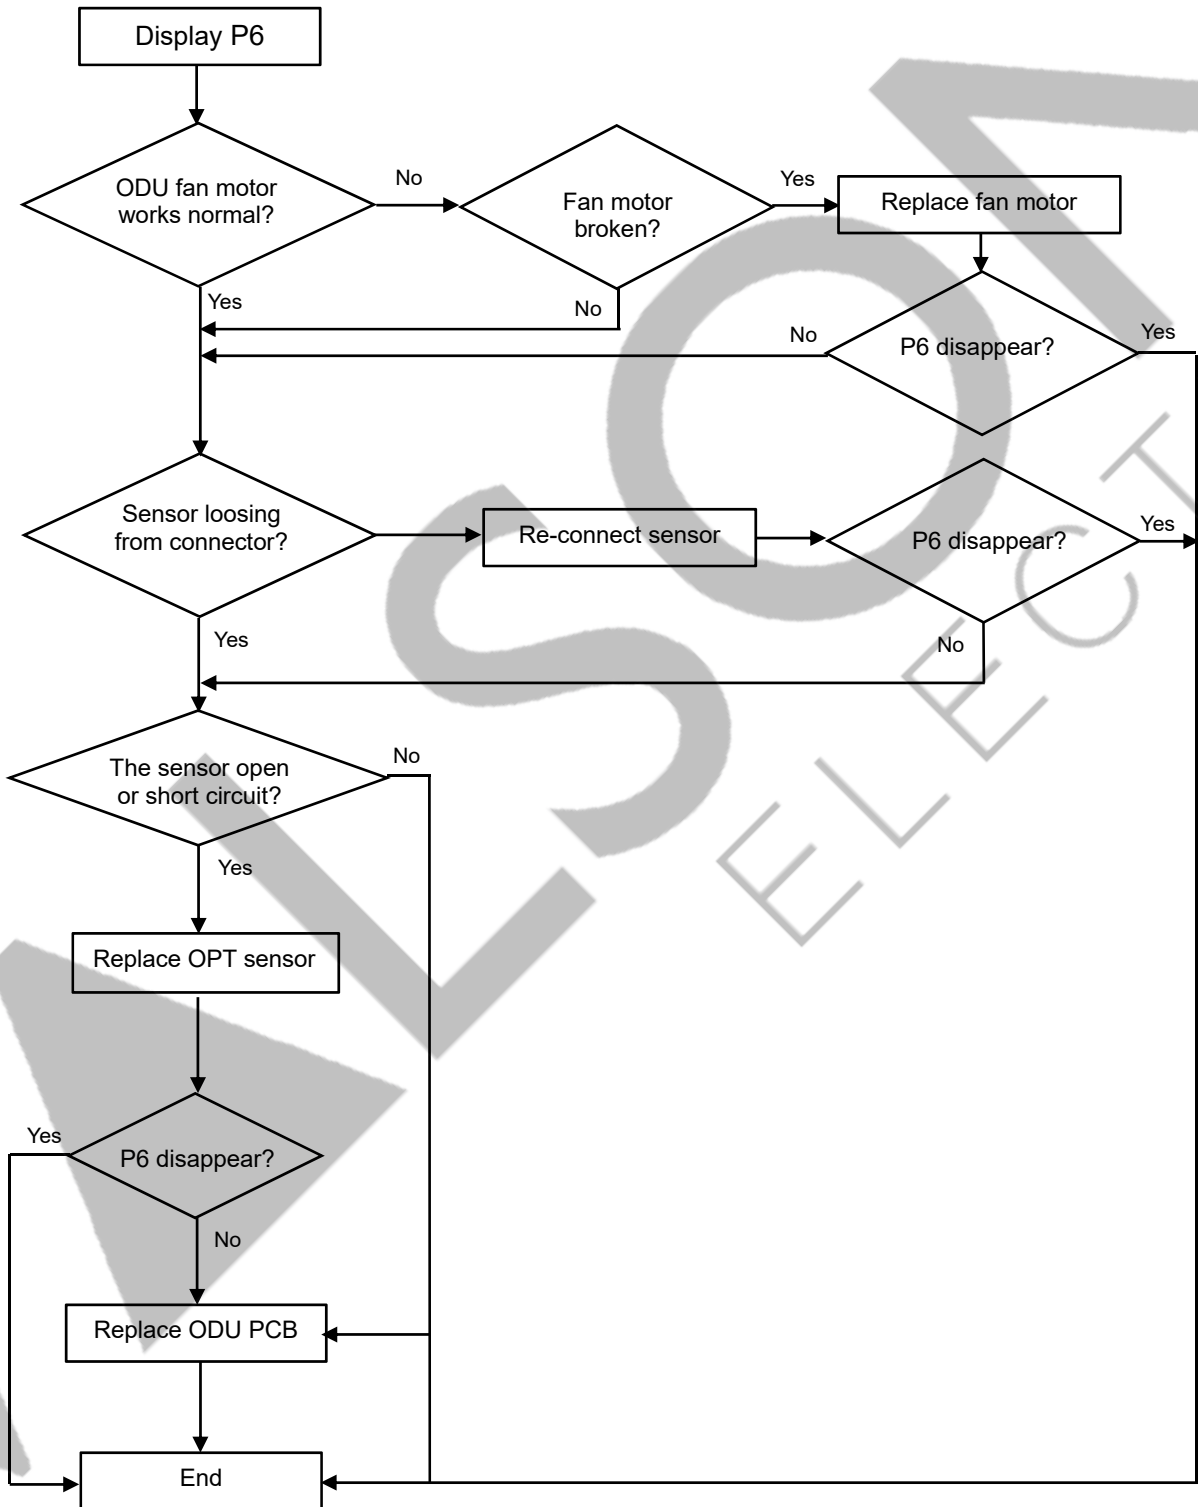 Display P6
ODU fan motor
works normal?
No
Fan motor
broken?
Yes
Replace fan motor
Yes
No
No
P6 disappear?
Yes
Sensor loosing
from connector?
Re-connect sensor
P6 disappear?
Yes
Yes
No
The sensor open
or short circuit?
No
Yes
Replace OPT sensor
Yes
P6 disappear?
No
Replace ODU PCB
End